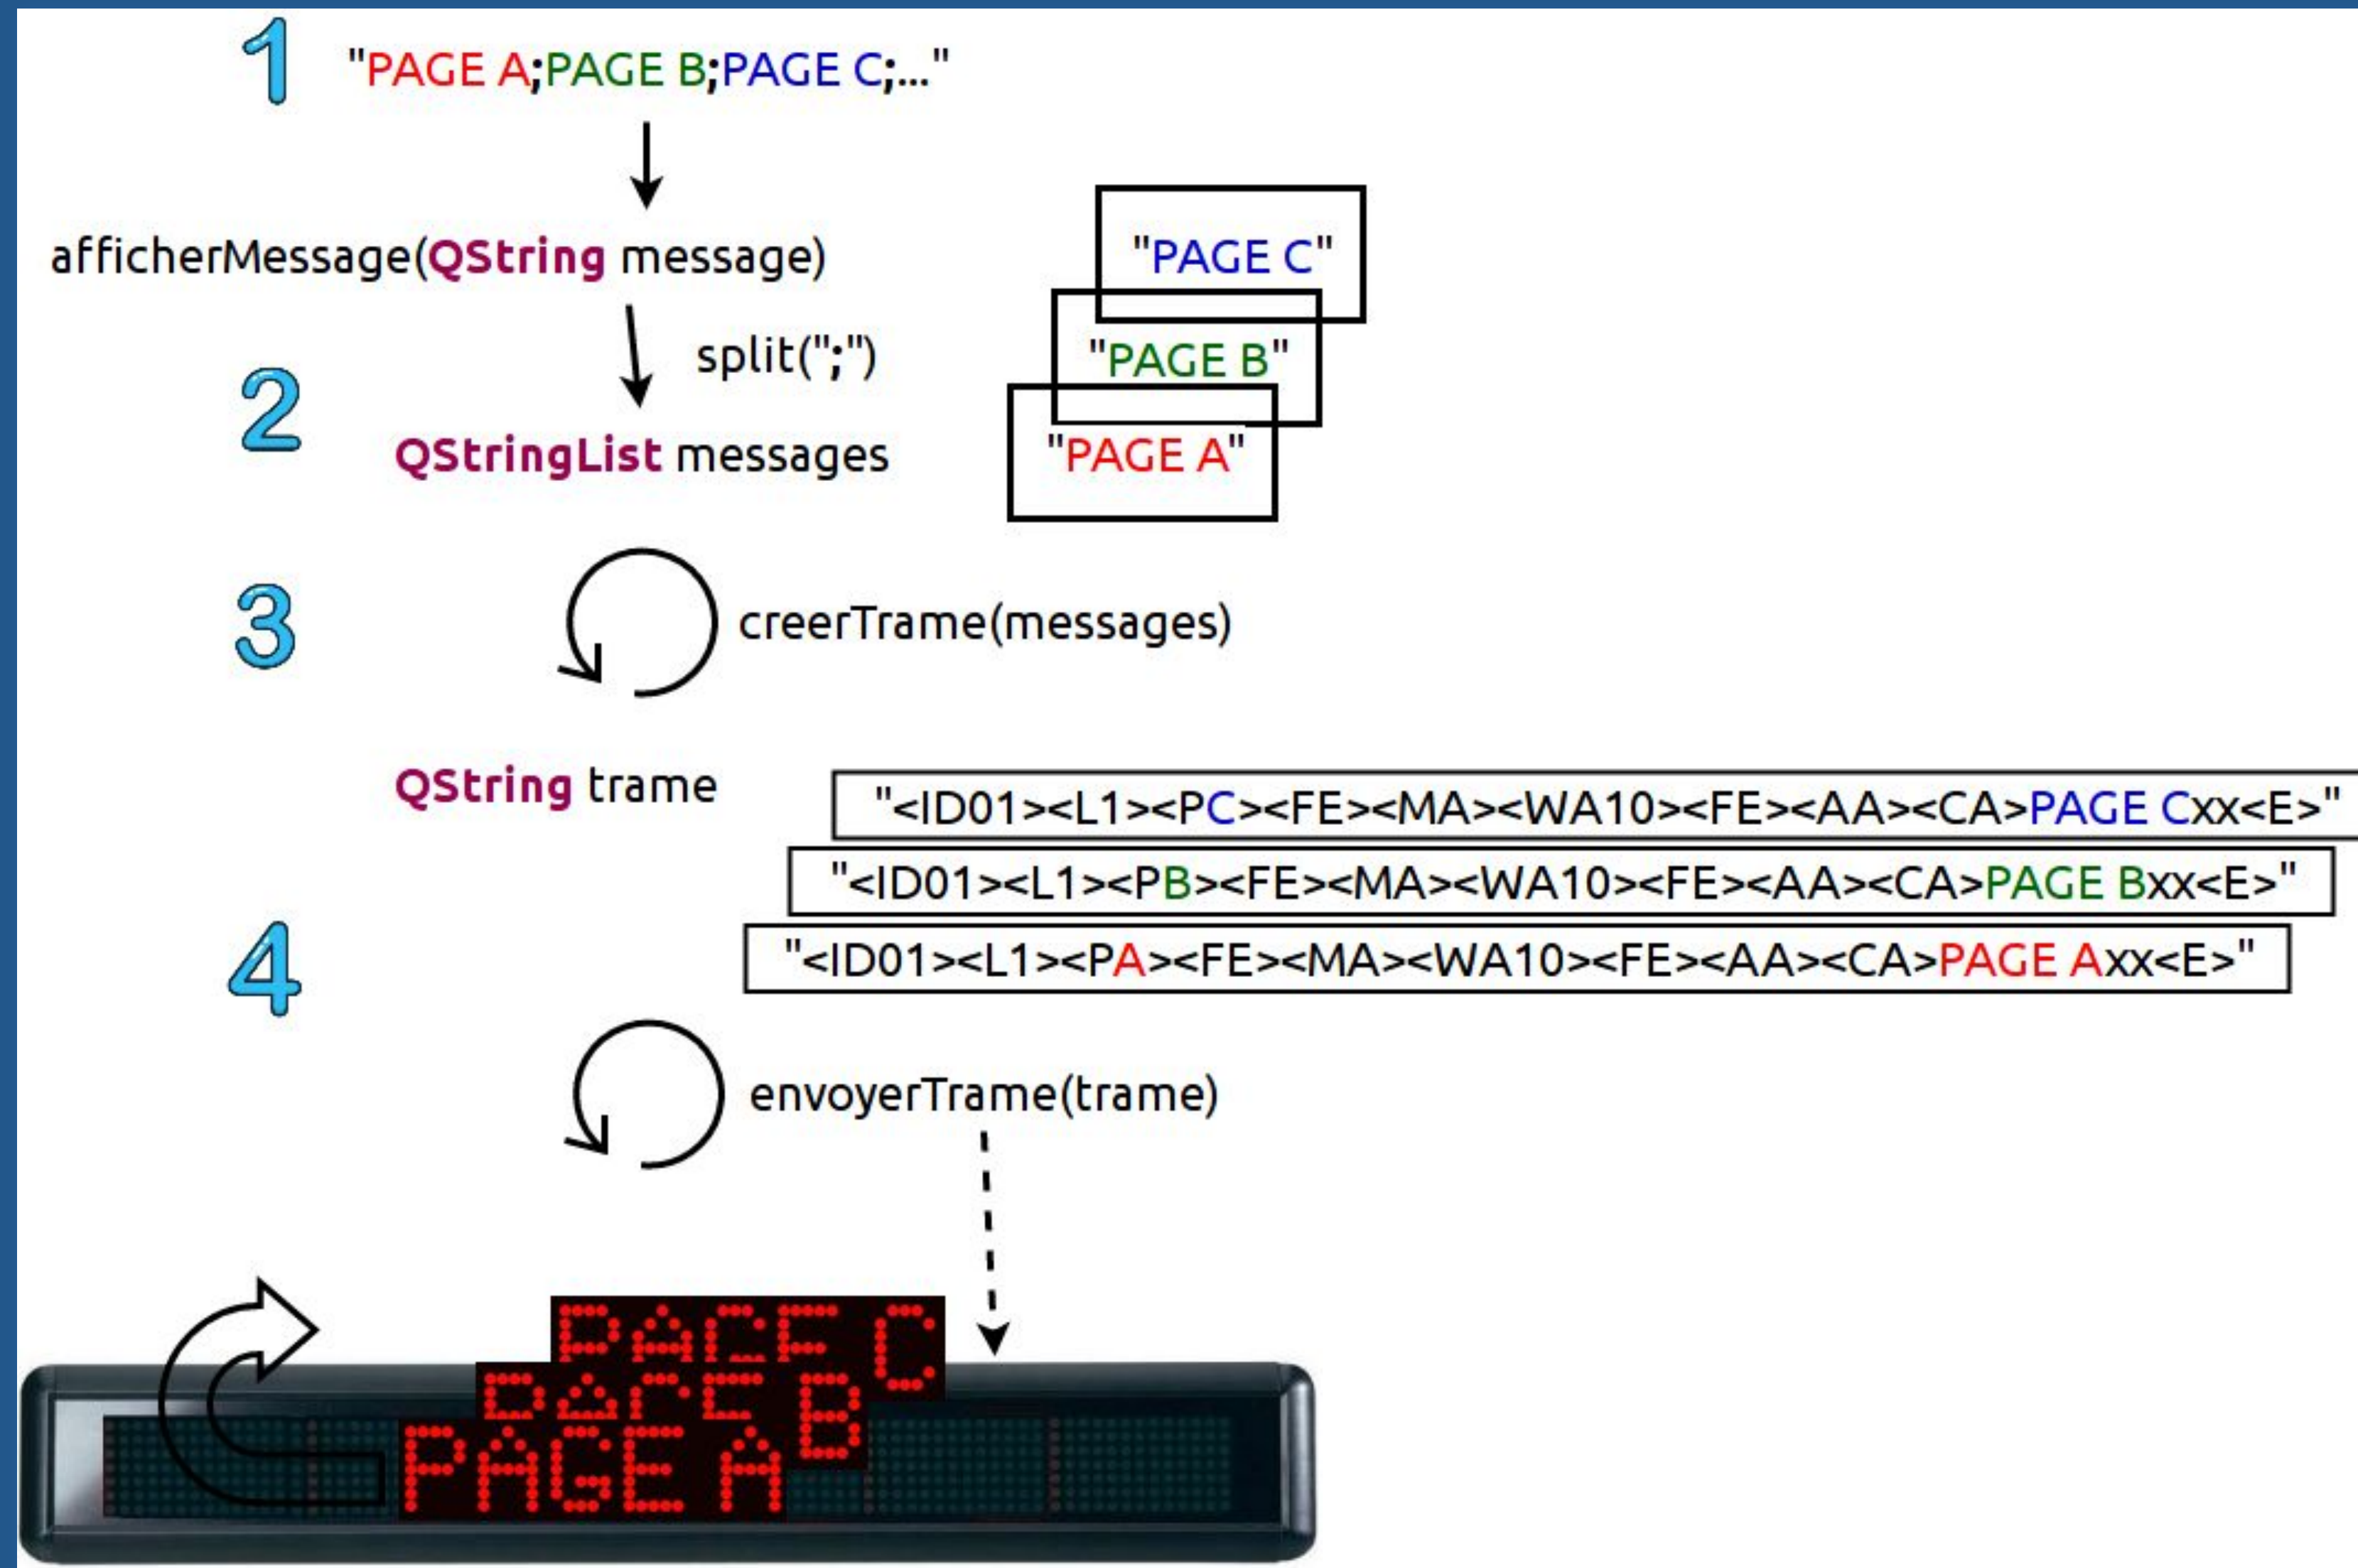 1 "PAGE A;PAGE B;PAGE C;..."
afficherMessage(QString message)
"PAGE C"
split(";")
"PAGE B"
2
QStringList messages
"PAGE A"
3
creerTrame(messages)
QString trame
"<ID01><L1><PC><FE><MA><WA10><FE><AA><CA>PAGE Cxx<E>"
"<ID01><L1><PB><FE><MA><WA10><FE><AA><CA>PAGE Bxx<E>"
4
"<ID01><L1><PA><FE><MA><WA10><FE><AA><CA>PAGE Axx<E>"
envoyerTrame(trame)
PAGE C
PAGE B
PAGE A